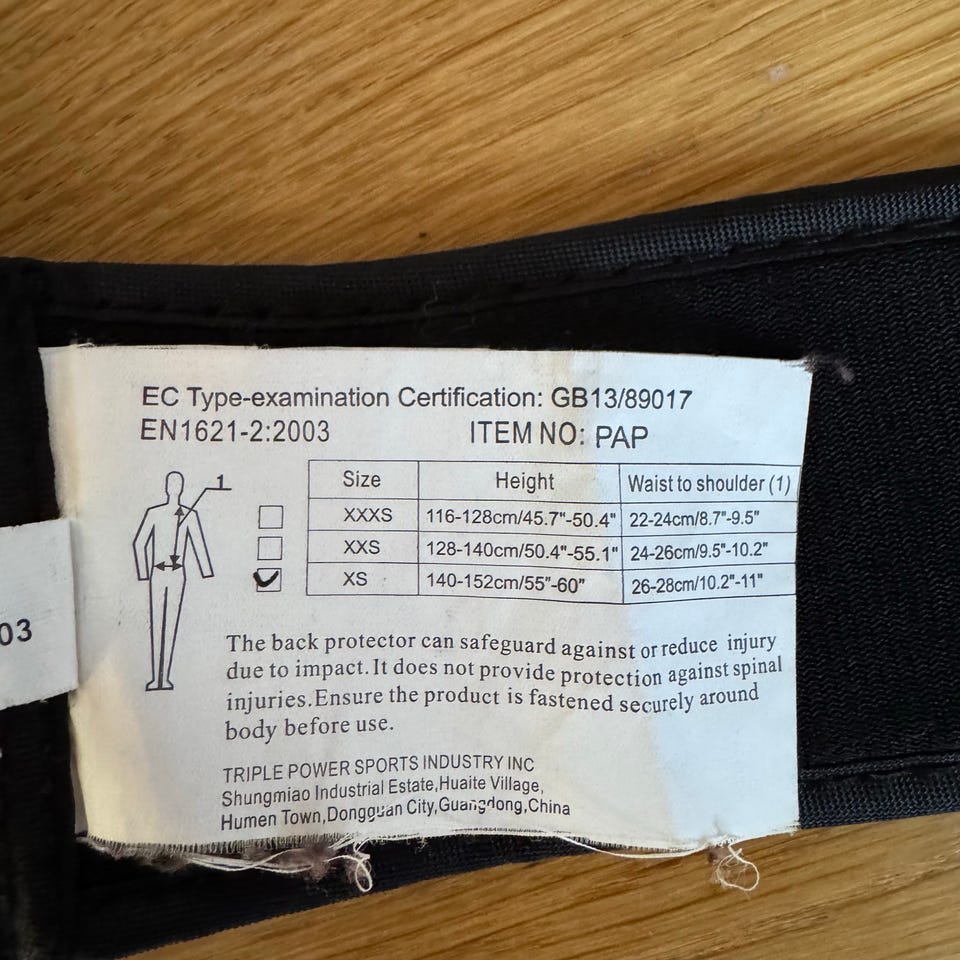 EC Type-examination Certification: GB13/89017
EN1621-2:2003 ITEM NO: PAP
1
Size Height Waist to shoulder (1)
XXXS 116-128cm/45.7"-50.4" 22-24cm/8.7"-9.5"
XXS 128-140cm/50.4"-55.1" 24-26cm/9.5"-10.2"
XS 140-152cm/55"-60" 26-28cm/10.2"-11"
03
The back protector can safeguard against or reduce injury
due to impact.It does not provide protection against spinal
injuries.Ensure the product is fastened securely around
body before use.
TRIPLE POWER SPORTS INDUSTRY INC
Shungmiao Industrial Estate,Huaite Village,
Humen Town,Dongguan City,Guangdong,China